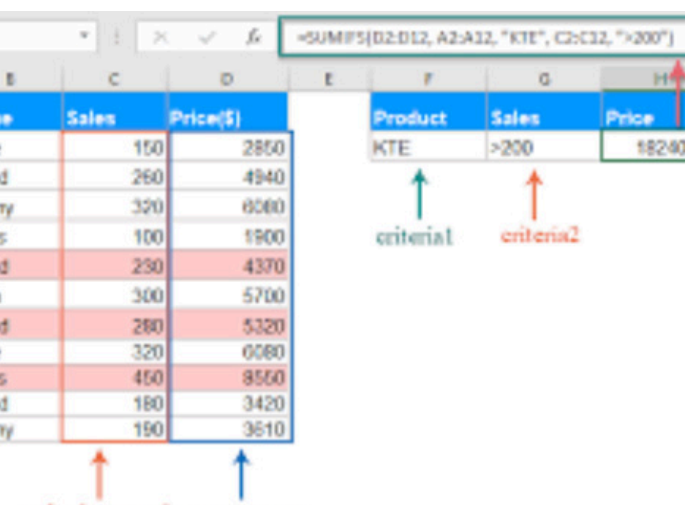 fx =SUMIFS(D2:D12, A2:A12, "KTE", C2:C12, ">200")
B C D E F G H
Sales Price($) Product Sales Price
150 2850 KTE >200 18240
260 4940
320 6080
100 1900 criteria1 criteria2
230 4370
300 5700
280 5320
320 6080
450 8550
180 3420
190 3610